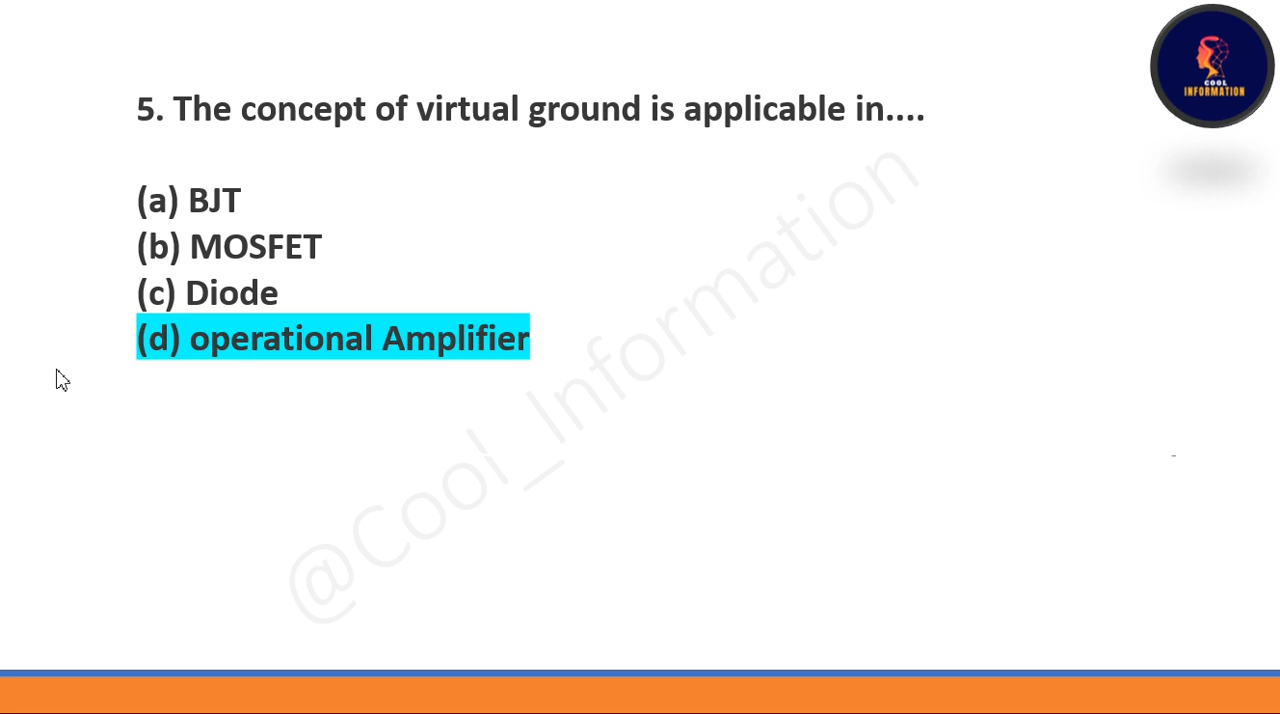 COOL
INFORMATION
5. The concept of virtual ground is applicable in....
(a) BJT
(b) MOSFET
(c) Diode
(d) operational Amplifier
@Cool_Information